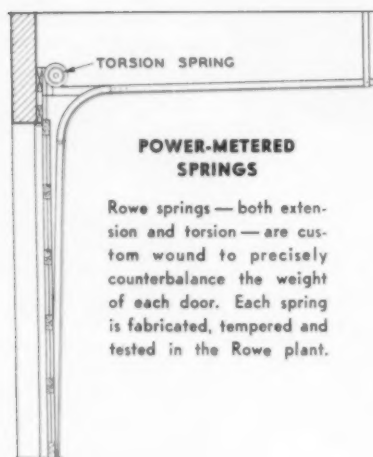 TORSION SPRING
POWER-METERED
SPRINGS
Rowe springs — both exten-
sion and torsion — are cus-
tom wound to precisely
counterbalance the weight
of each door. Each spring
is fabricated, tempered and
tested in the Rowe plant.